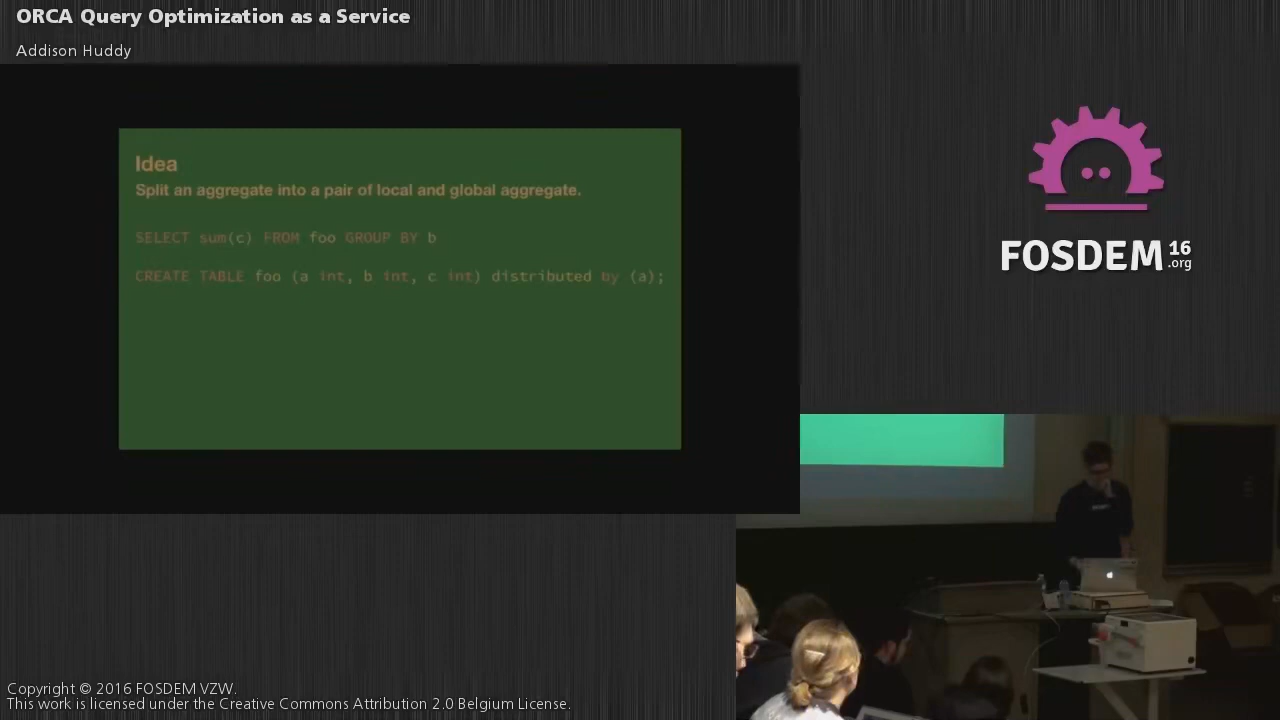 ORCA Query Optimization as a Service
Addison Huddy
Idea
Split an aggregate into a pair of local and global aggregate.
SELECT sum(c) FROM foo GROUP BY b
CREATE TABLE foo (a int, b int, c int) distributed by (a);
FOSDEM 16
.org
Copyright © 2016 FOSDEM VZW.
This work is licensed under the Creative Commons Attribution 2.0 Belgium License.